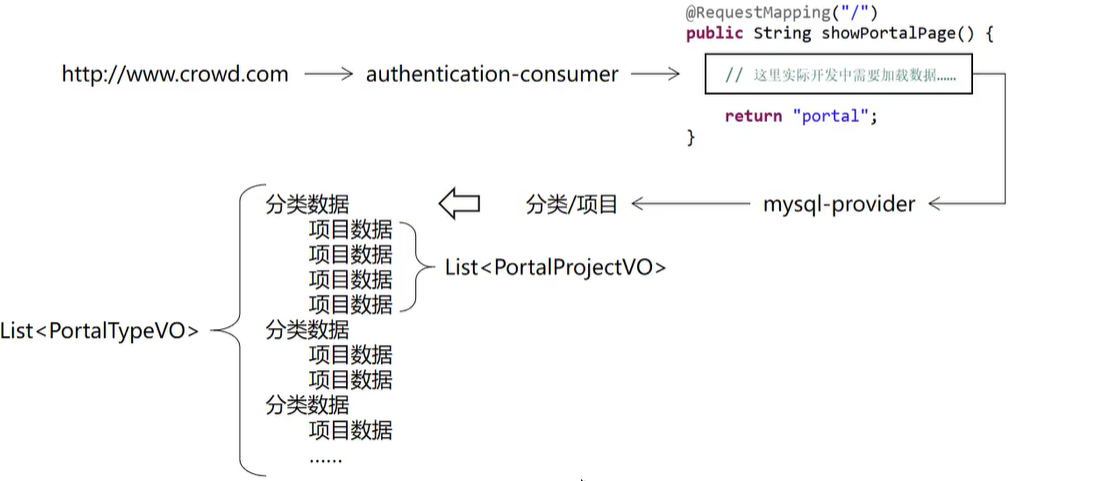 @RequestMapping("/")
public String showPortalPage() {
http://www.crowd.com
authentication-consumer
// 这里实际开发中需要加载数据……
return "portal";
}
分类数据
分类/项目
mysql-provider
项目数据
项目数据
项目数据
项目数据
List<PortalProjectVO>
List<PortalTypeVO>
分类数据
项目数据
项目数据
分类数据
项目数据
……